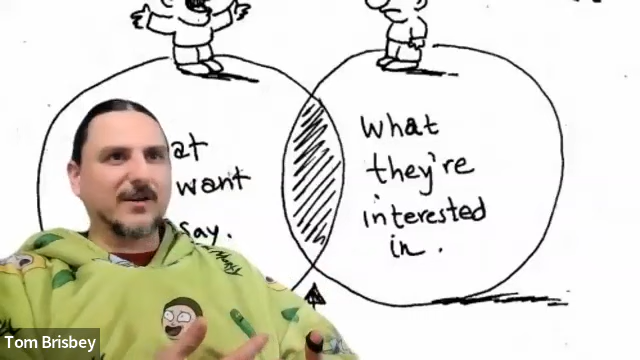 at
want
say.
what
they're
interested
in.
Tom Brisbey